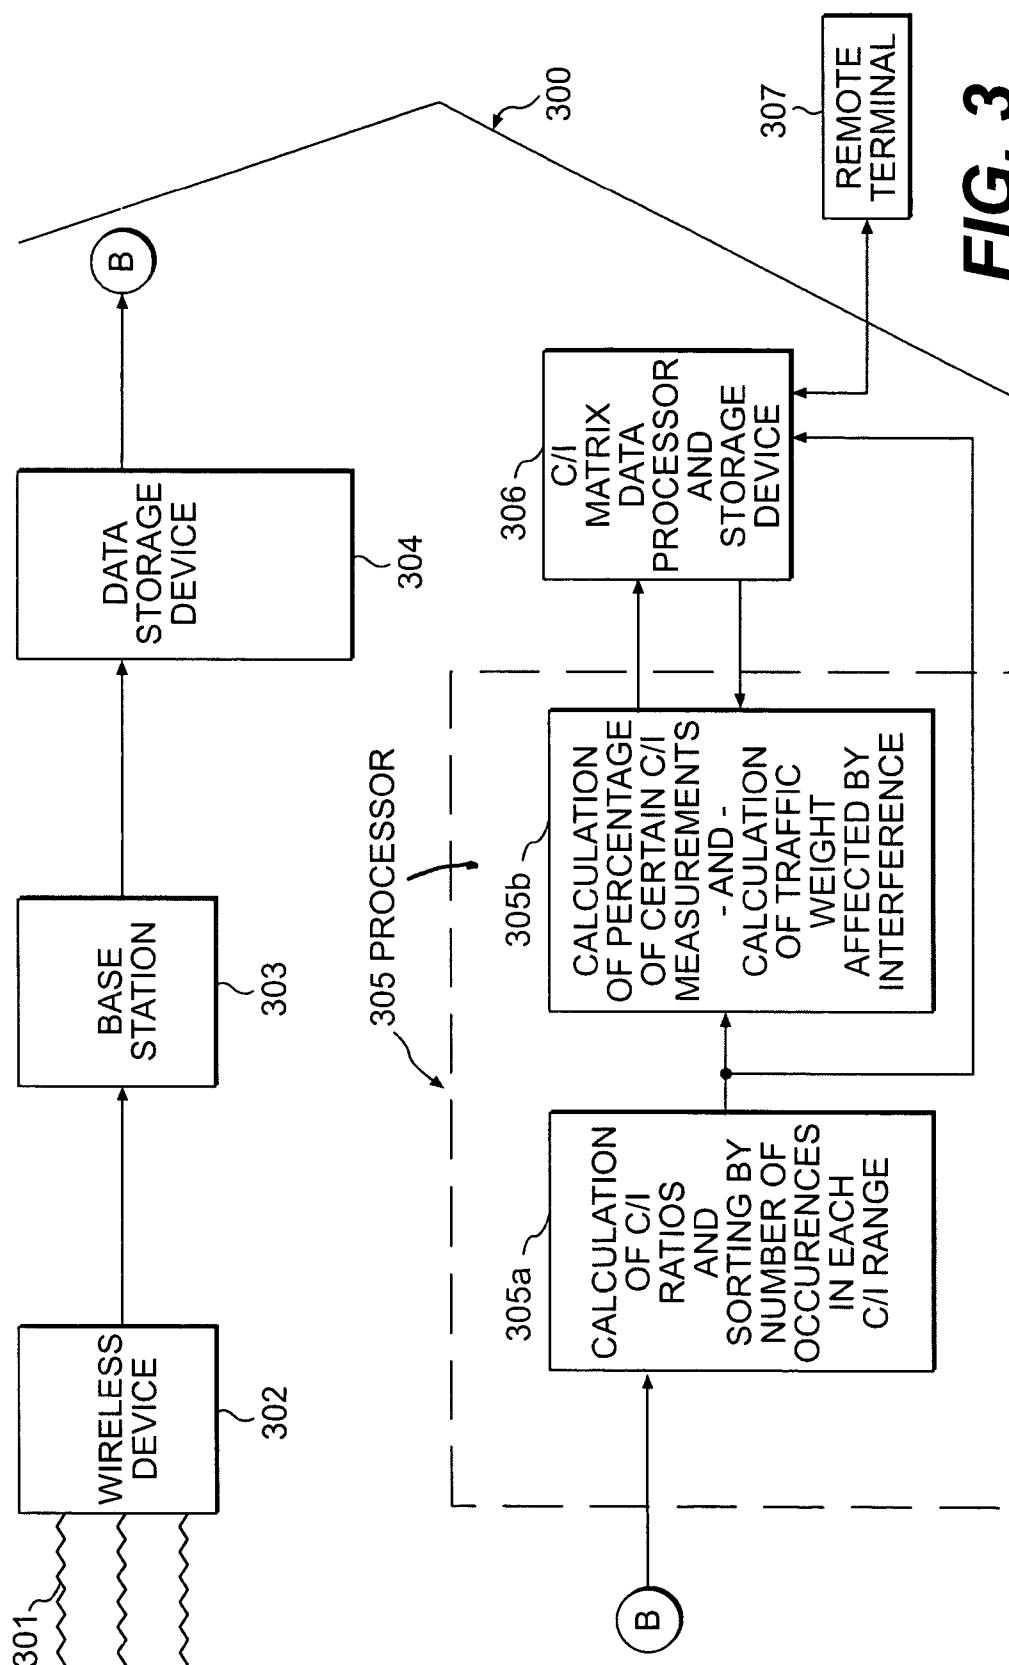 301
WIRELESS
DEVICE
302
BASE
STATION
303
DATA
STORAGE
DEVICE
304
B
300
B
305 PROCESSOR
305a
CALCULATION
OF C/I
RATIOS
AND
SORTING BY
NUMBER OF
OCCURENCES
IN EACH
C/I RANGE
305b
CALCULATION
OF PERCENTAGE
OF CERTAIN C/I
MEASUREMENTS
- AND -
CALCULATION
OF TRAFFIC
WEIGHT
AFFECTED BY
INTERFERENCE
306
C/I
MATRIX
DATA
PROCESSOR
AND
STORAGE
DEVICE
307
REMOTE
TERMINAL
FIG. 3